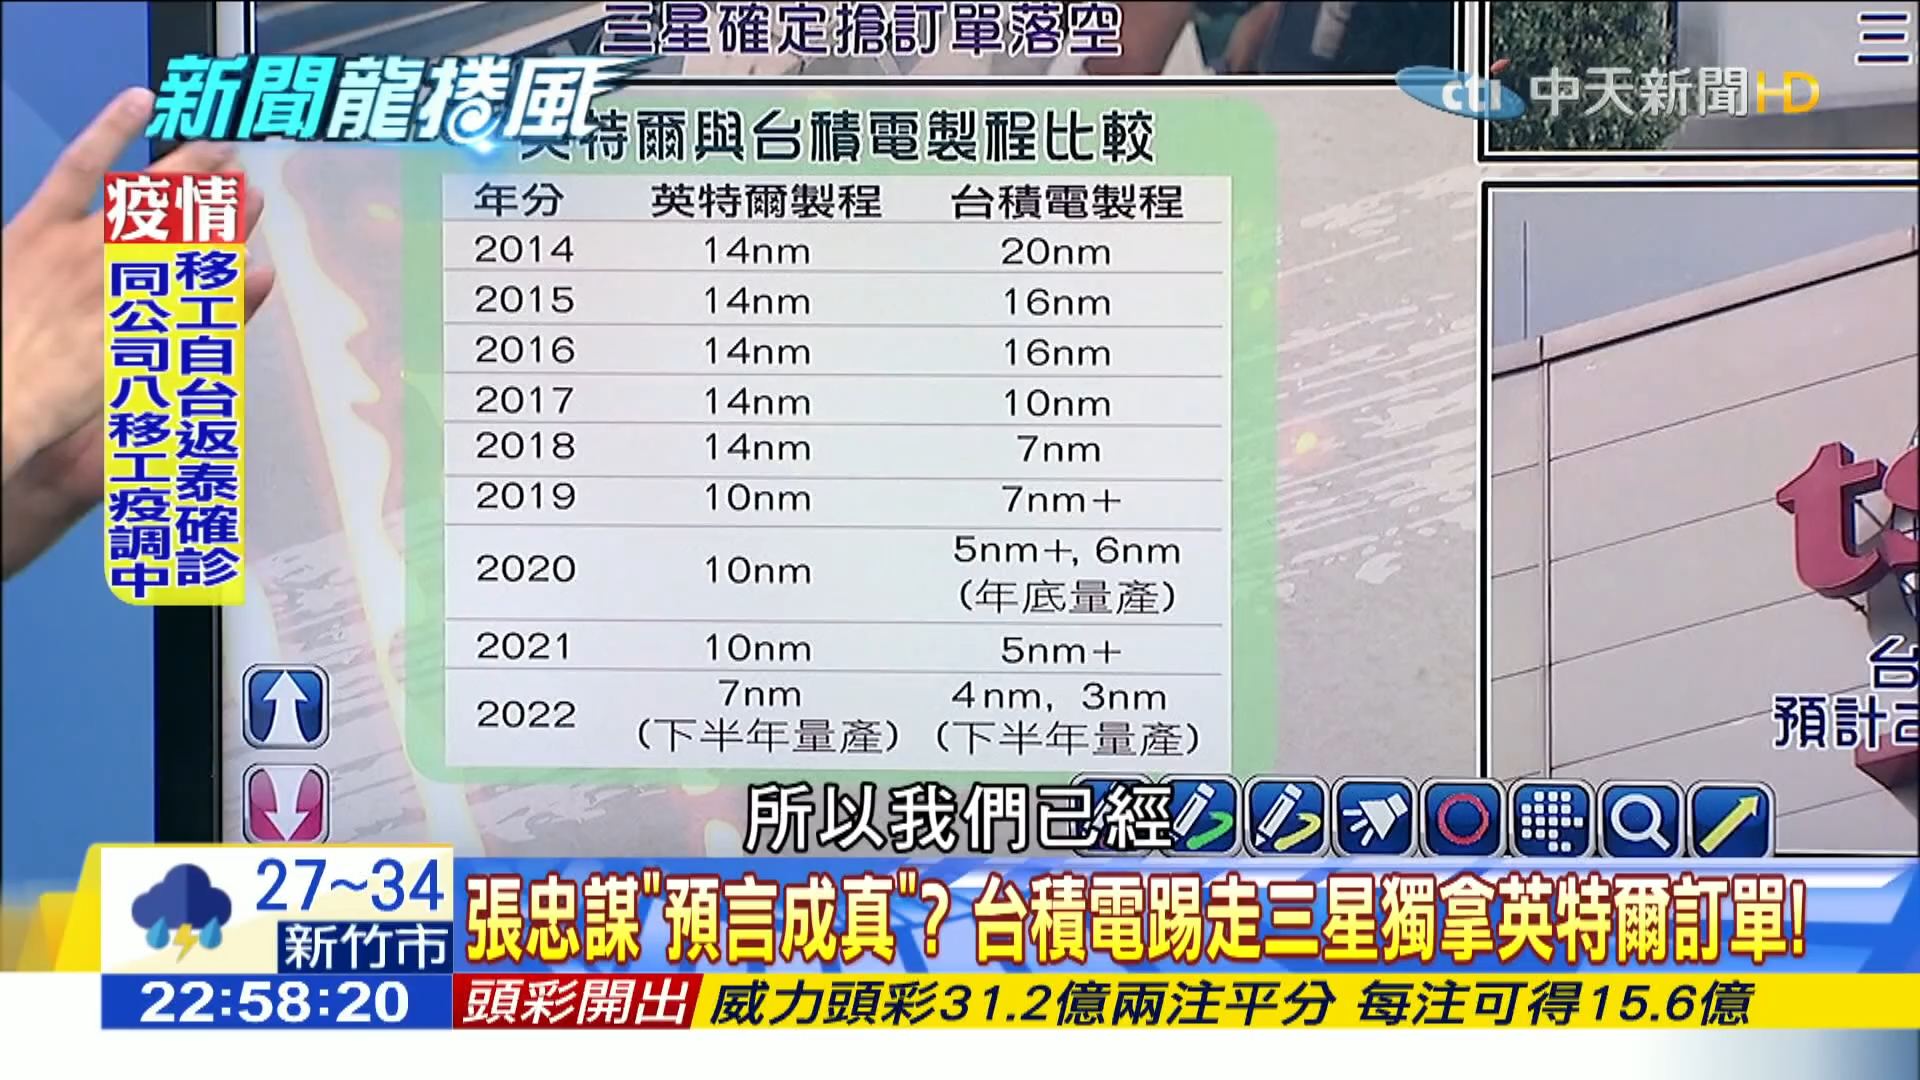 三星確定搶訂單落空
三
新聞龍捲風
cti 中天新聞HD
英特爾與台積電製程比較
年分 英特爾製程 台積電製程
2014 14nm 20nm
2015 14nm 16nm
2016 14nm 16nm
2017 14nm 10nm
2018 14nm 7nm
2019 10nm 7nm+
2020 10nm 5nm+, 6nm
(年底量產)
2021 10nm 5nm+
2022 7nm 4nm, 3nm
(下半年量產) (下半年量產)
疫情
移工自台返泰確診
同公司八移工疫調中
ts
台
預計2
所以我們已經
27~34
新竹市
張忠謀"預言成真"? 台積電踢走三星獨拿英特爾訂單!
22:58:20
頭彩開出 威力頭彩31.2億兩注平分 每注可得15.6億